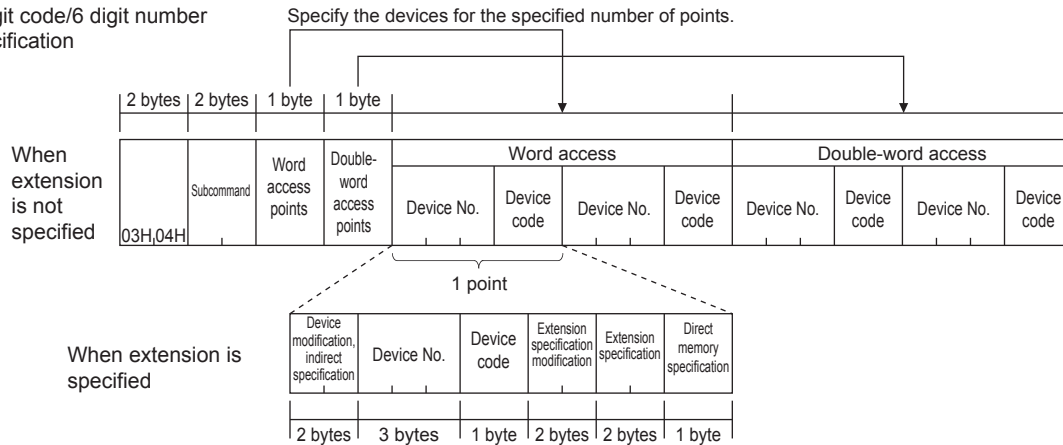 git code/6 digit number
cification
Specify the devices for the specified number of points.
2 bytes 2 bytes 1 byte 1 byte
When
extension
is not
specified
03H 04H
Subcommand
Word
access
points
Double-
word
access
points
Word access
Double-word access
Device No.
Device
code
Device No.
Device
code
Device No.
Device
code
Device No.
Device
code
1 point
When extension is
specified
Device
modification,
indirect
specification
Device No.
Device
code
Extension
specification
modification
Extension
specification
Direct
memory
specification
2 bytes 3 bytes 1 byte 2 bytes 2 bytes 1 byte